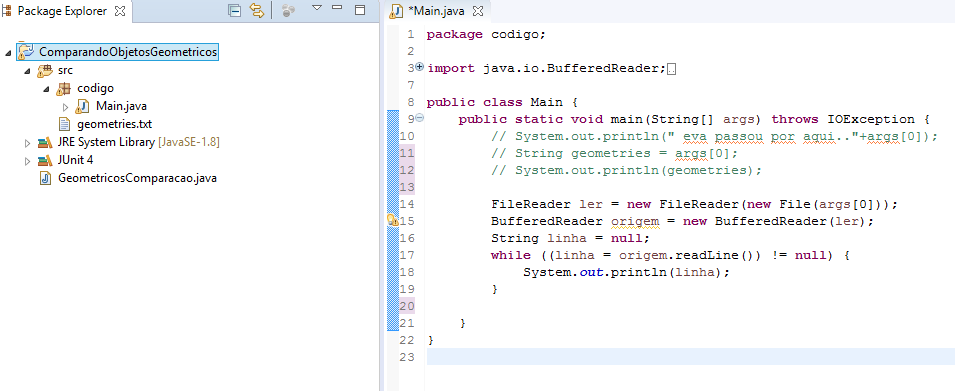 Package Explorer
ComparandoObjetosGeometricos
src
codigo
Main.java
geometries.txt
JRE System Library [JavaSE-1.8]
JUnit 4
GeometricosComparacao.java
*Main.java
1 package codigo;
2
3 import java.io.BufferedReader;
7
8 public class Main {
9 public static void main(String[] args) throws IOException {
10 // System.out.println(" eva passou por aqui.."+args[0]);
11 // String geometries = args[0];
12 // System.out.println(geometries);
13
14 FileReader ler = new FileReader(new File(args[0]));
15 BufferedReader origem = new BufferedReader(ler);
16 String linha = null;
17 while ((linha = origem.readLine()) != null) {
18 System.out.println(linha);
19 }
20
21 }
22 }
23